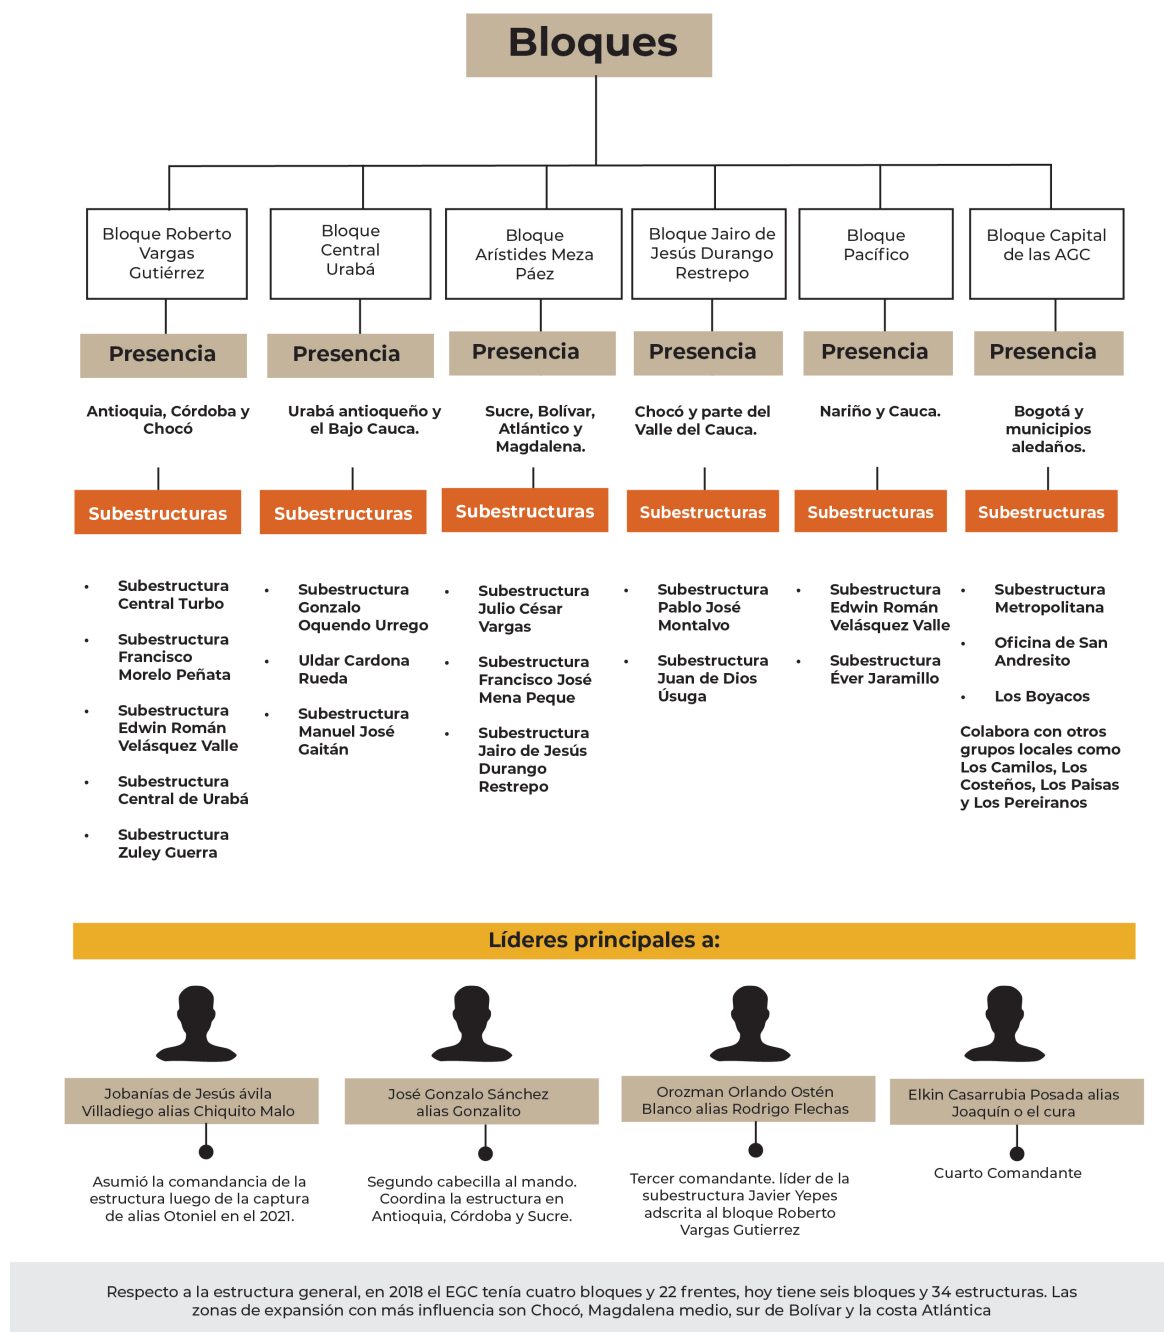 Bloques
Bloque Roberto
Vargas
Gutiérrez
Bloque
Central
Urabá
Bloque
Arístides Meza
Páez
Bloque Jairo de
Jesús Durango
Restrepo
Bloque
Pacífico
Bloque Capital
de las AGC
Presencia
Presencia
Presencia
Presencia
Presencia
Presencia
Antioquia, Córdoba y
Chocó
Urabá antioqueño y
el Bajo Cauca.
Sucre, Bolívar,
Atlántico y
Magdalena.
Chocó y parte del
Valle del Cauca.
Nariño y Cauca.
Bogotá y
municipios
aledaños.
Subestructuras
Subestructuras
Subestructuras
Subestructuras
Subestructuras
Subestructuras
• Subestructura
Central Turbo
• Subestructura
Francisco
Morelo Peñata
• Subestructura
Edwin Román
Velásquez Valle
• Subestructura
Central de Urabá
• Subestructura
Zuley Guerra
• Subestructura
Gonzalo
Oquendo Urrego
• Uldar Cardona
Rueda
• Subestructura
Manuel José
Gaitán
• Subestructura
Julio César
Vargas
• Subestructura
Francisco José
Mena Peque
• Subestructura
Jairo de Jesús
Durango
Restrepo
• Subestructura
Pablo José
Montalvo
• Subestructura
Juan de Dios
Úsuga
• Subestructura
Edwin Román
Velásquez Valle
• Subestructura
Éver Jaramillo
• Subestructura
Metropolitana
• Oficina de San
Andresito
• Los Boyacos
Colabora con otros
grupos locales como
Los Camilos, Los
Costeños, Los Paisas
y Los Pereiranos
Líderes principales a:
Jobanías de Jesús ávila
Villadiego alias Chiquito Malo
José Gonzalo Sánchez
alias Gonzalito
Orozman Orlando Ostén
Blanco alias Rodrigo Flechas
Elkin Casarrubia Posada alias
Joaquín o el cura
Asumió la comandancia de la
estructura luego de la captura
de alias Otoniel en el 2021.
Segundo cabecilla al mando.
Coordina la estructura en
Antioquia, Córdoba y Sucre.
Tercer comandante. líder de la
subestructura Javier Yepes
adscrita al bloque Roberto
Vargas Gutierrez
Cuarto Comandante
Respecto a la estructura general, en 2018 el EGC tenía cuatro bloques y 22 frentes, hoy tiene seis bloques y 34 estructuras. Las
zonas de expansión con más influencia son Chocó, Magdalena medio, sur de Bolívar y la costa Atlántica